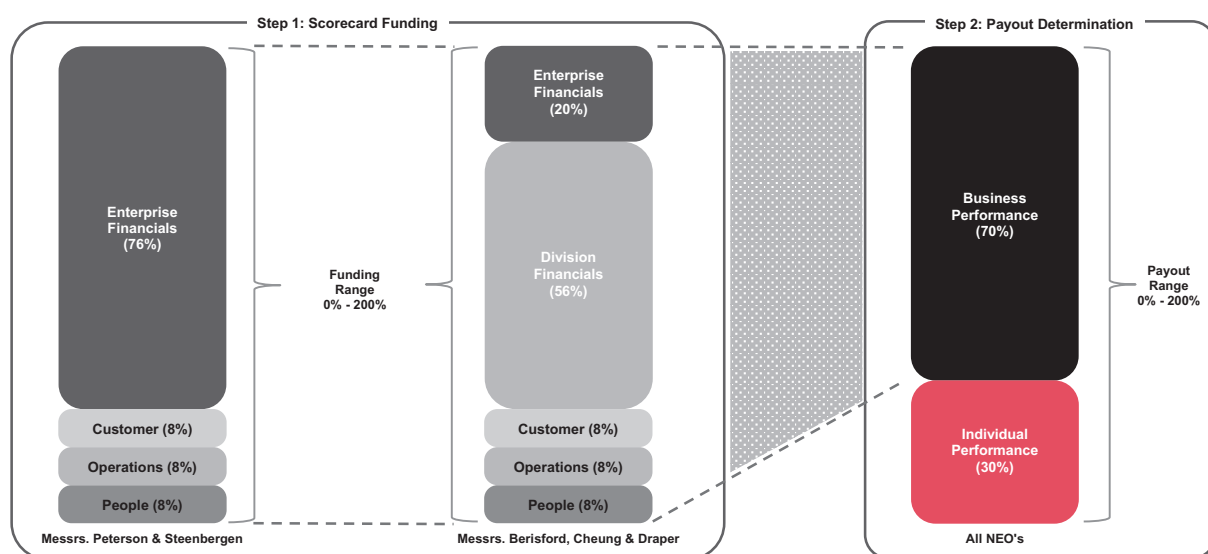 Step 1: Scorecard Funding
Enterprise
Financials
(76%)
Customer (8%)
Operations (8%)
People (8%)
Messrs. Peterson & Steenbergen
Funding
Range
0% - 200%
Enterprise
Financials
(20%)
Division
Financials
(56%)
Customer (8%)
Operations (8%)
People (8%)
Messrs. Berisford, Cheung & Draper
Step 2: Payout Determination
Business
Performance
(70%)
Individual
Performance
(30%)
All NEO's
Payout
Range
0% - 200%